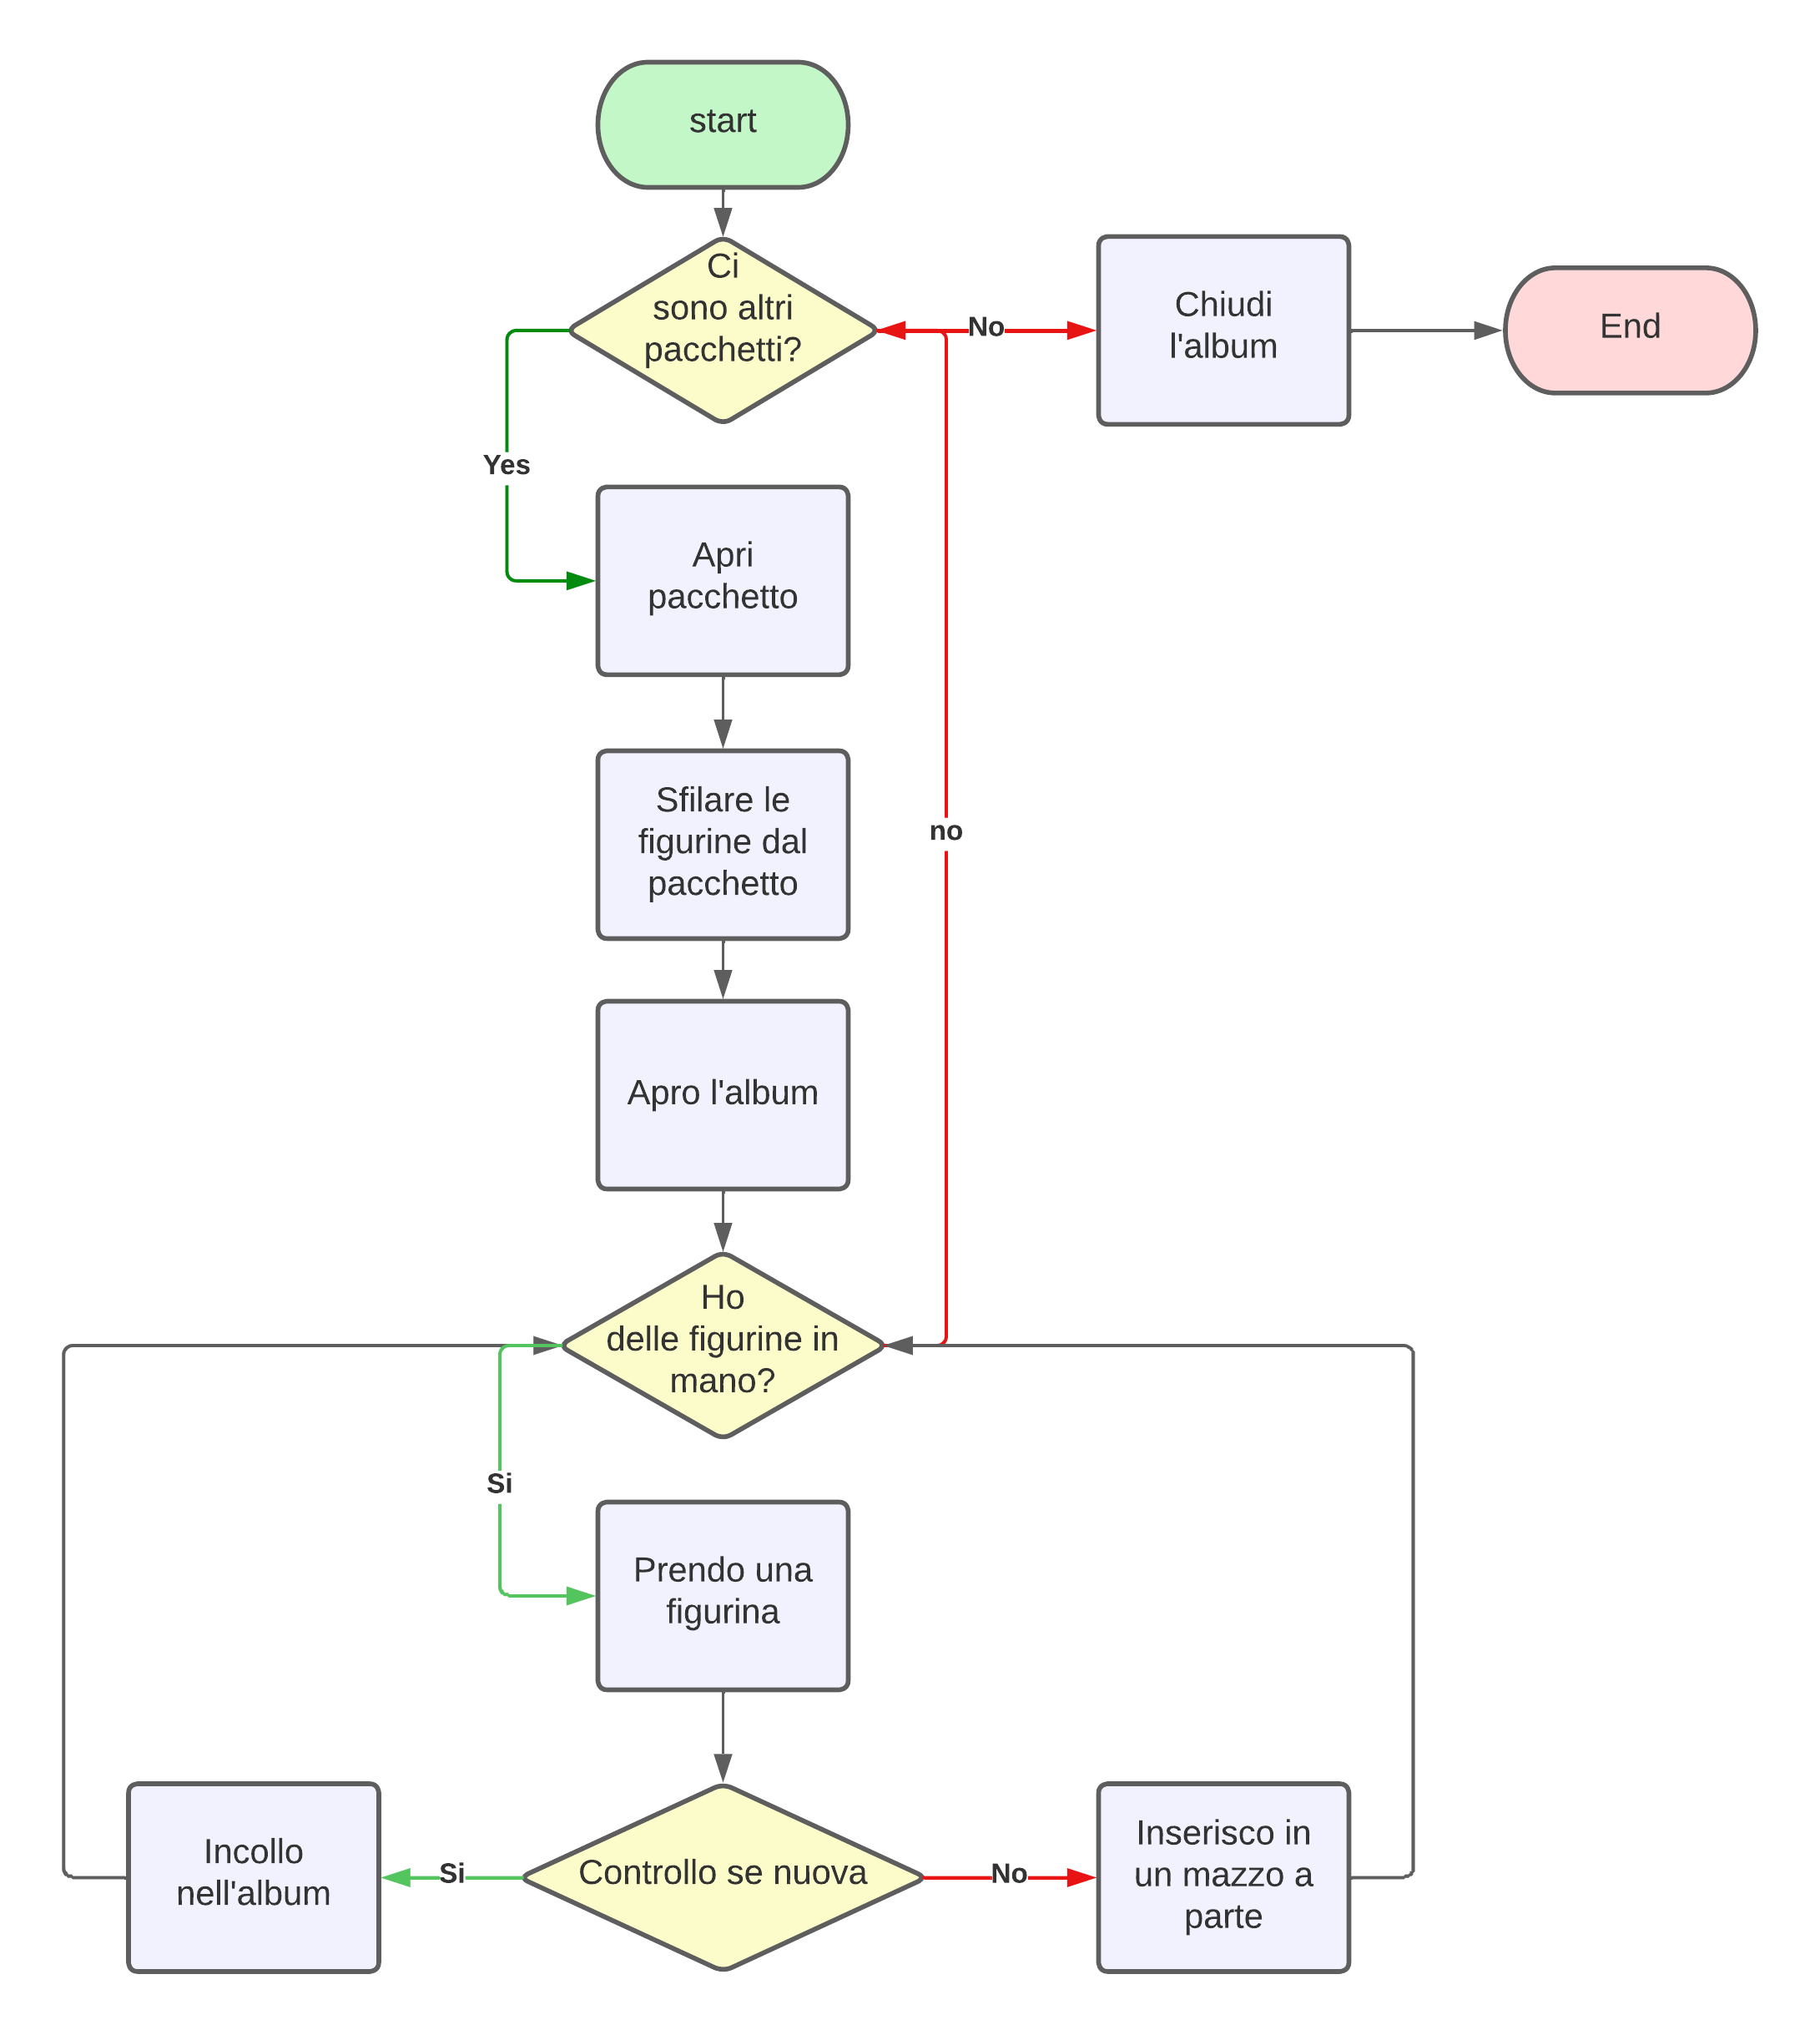 start
Ci
sono altri
pacchetti?
No
Chiudi
l'album
End
Yes
Apri
pacchetto
Sfilare le
figurine dal
pacchetto
no
Apro l'album
Ho
delle figurine in
mano?
Si
Prendo una
figurina
Incollo
nell'album
Si
Controllo se nuova
No
Inserisco in
un mazzo a
parte